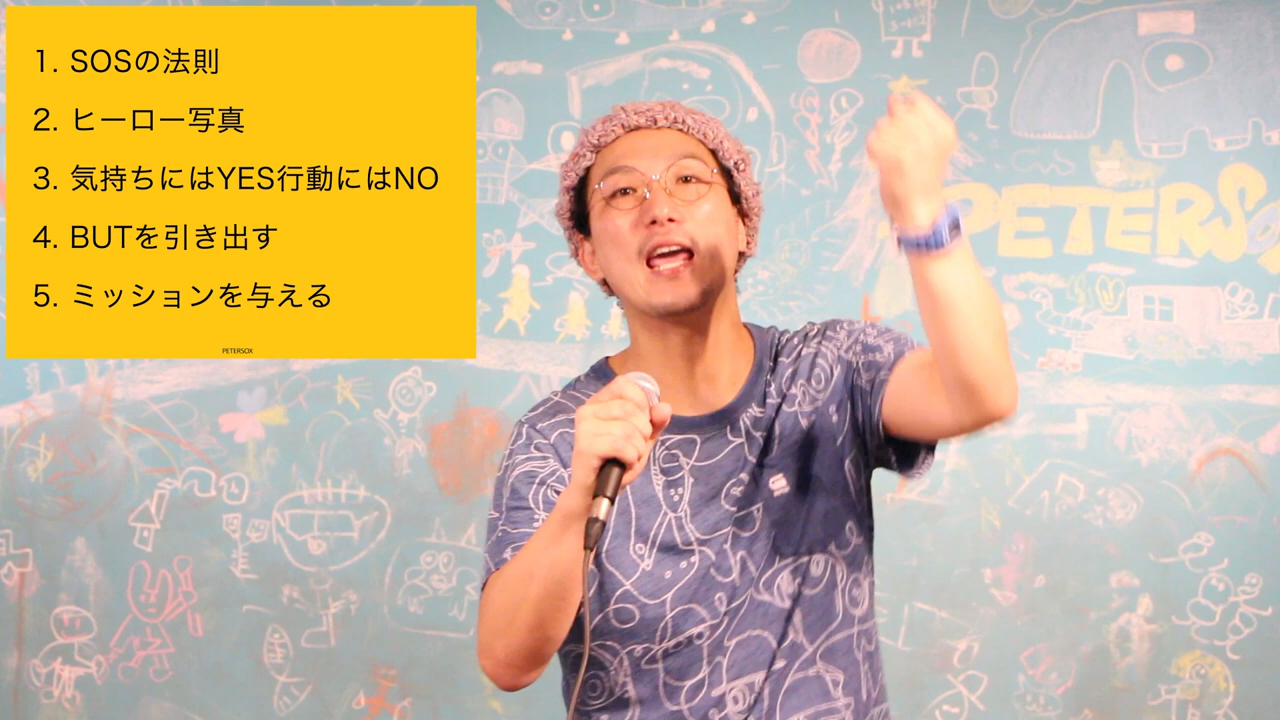 1. SOSの法則
2. ヒーロー写真
3. 気持ちにはYES行動にはNO
4. BUTを引き出す
5. ミッションを与える
PETERSOX
PETERSO